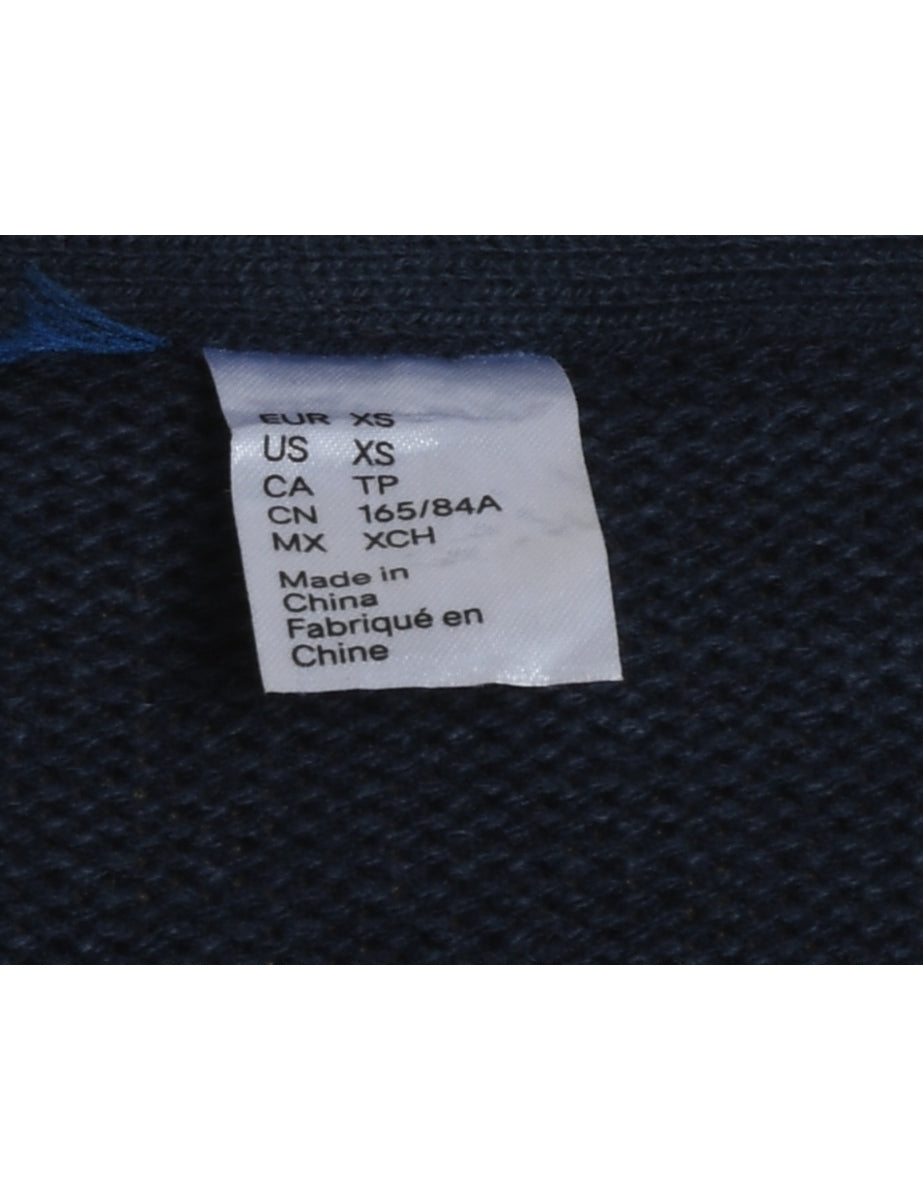 EUR XS
US XS
CA TP
CN 165/84A
MX XCH
Made in
China
Fabriqué en
Chine